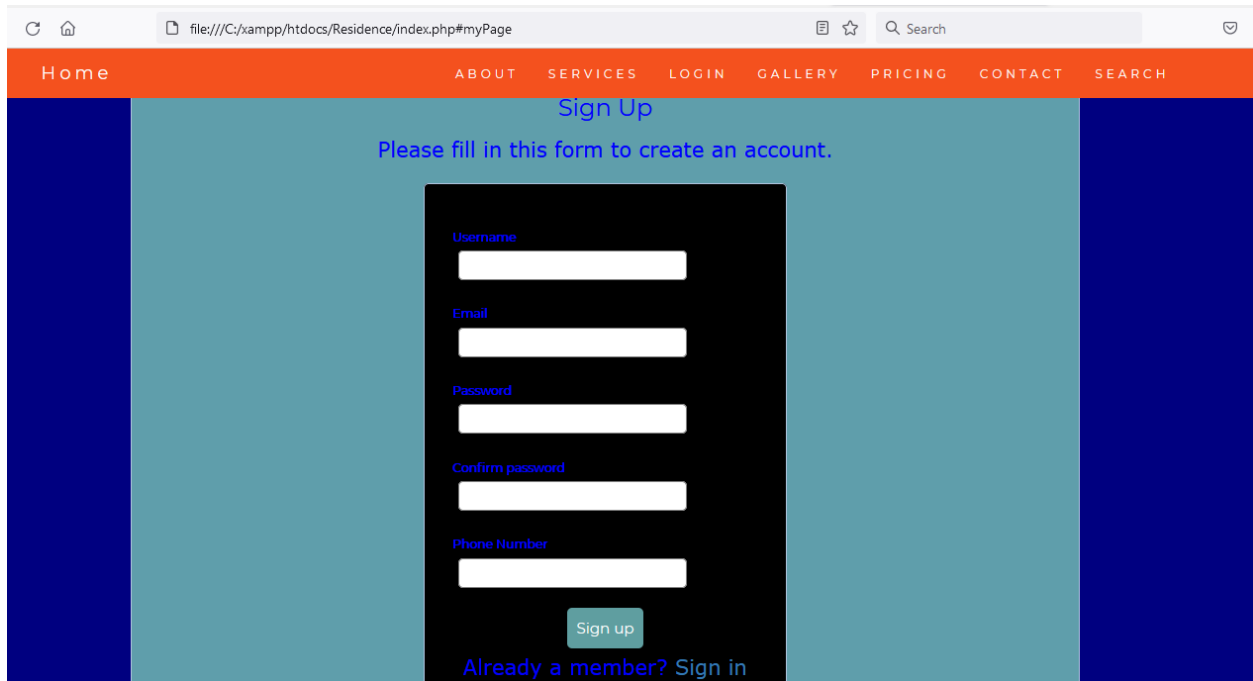 file:///C:/xampp/htdocs/Residence/index.php#myPage Search
Home ABOUT SERVICES LOGIN GALLERY PRICING CONTACT SEARCH
Sign Up
Please fill in this form to create an account.
Username
Email
Password
Confirm password
Phone Number
Sign up
Already a member? Sign in